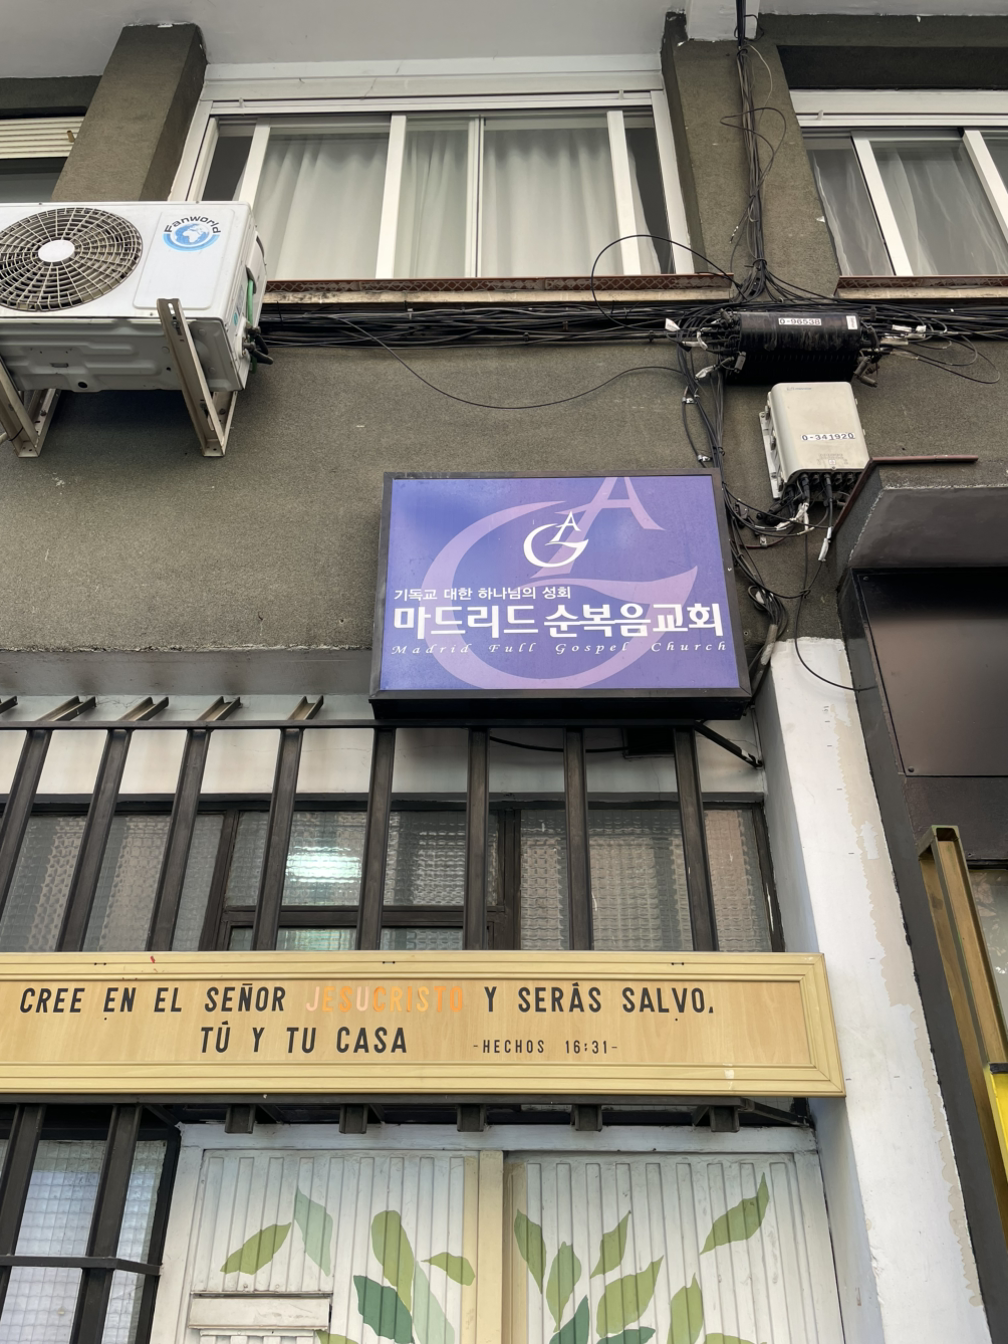 Fanworld
0-96538
0-341920
AG
기독교 대한 하나님의 성회
마드리드 순복음교회
Madrid Full Gospel Church
CREE EN EL SEÑOR JESUCRISTO Y SERÁS SALVO,
TÚ Y TU CASA -HECHOS 16:31-